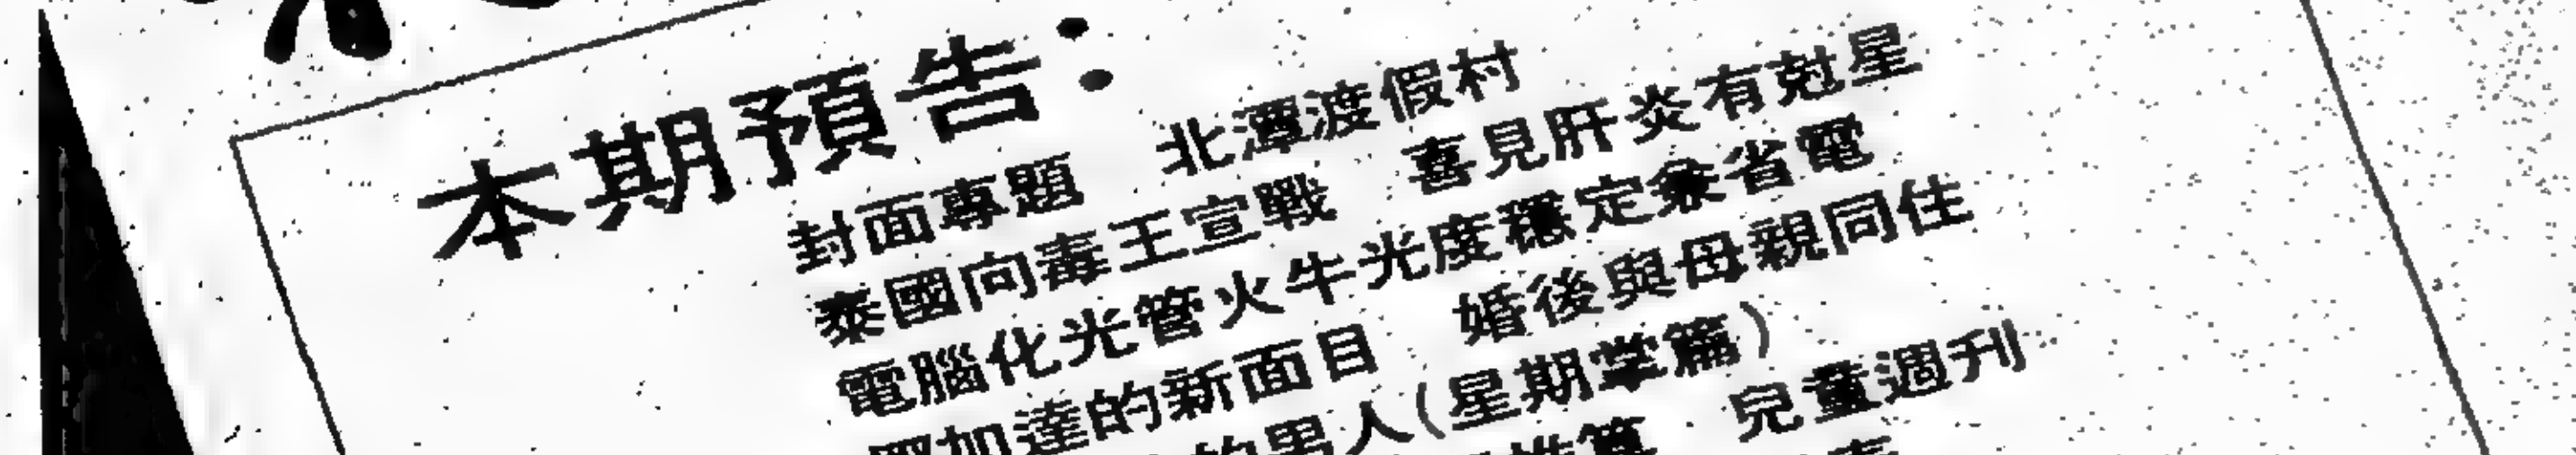 本期預告：
封面專題　北潭渡假村
泰國向毒王宣戰　喜見肝炎有尅星
電腦化光管火牛光度穩定兼省電
耶加達的新面目　婚後與母親同住
的男人（星期掌篇）
兒童週刊